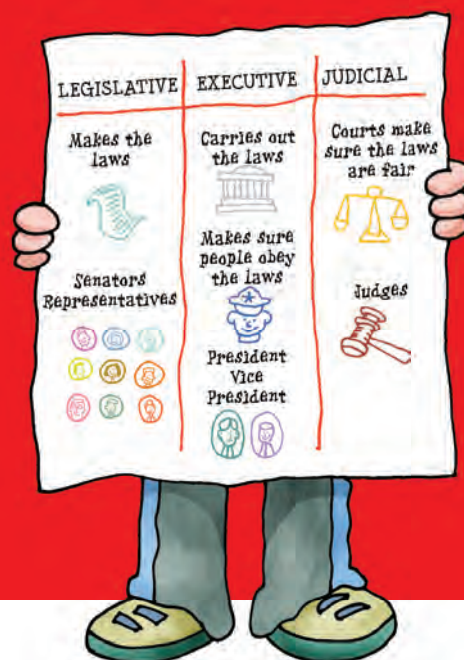 LEGISLATIVE
Makes the
laws
Senators
Representatives
EXECUTIVE
Carries out
the laws
Makes sure
people obey
the laws
President
Vice
President
JUDICIAL
Courts make
sure the laws
are fair
Judges